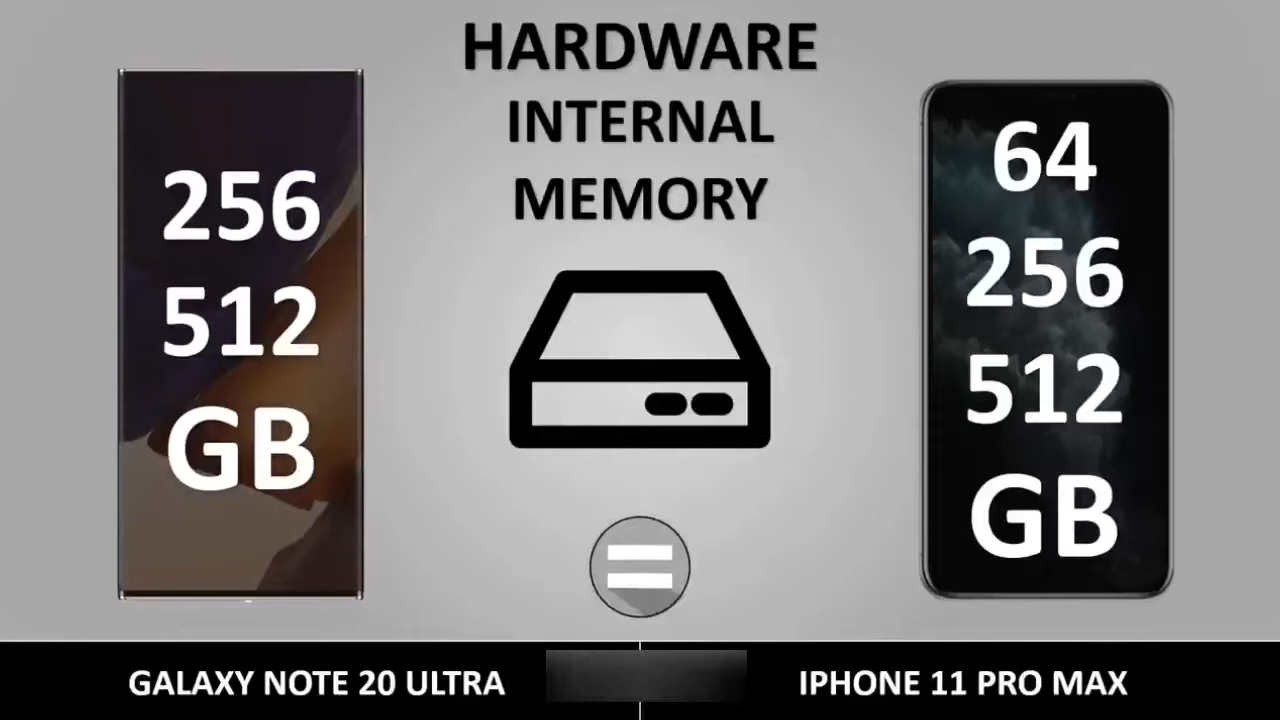 HARDWARE
INTERNAL
MEMORY
256
512
GB
64
256
512
GB
GALAXY NOTE 20 ULTRA
IPHONE 11 PRO MAX